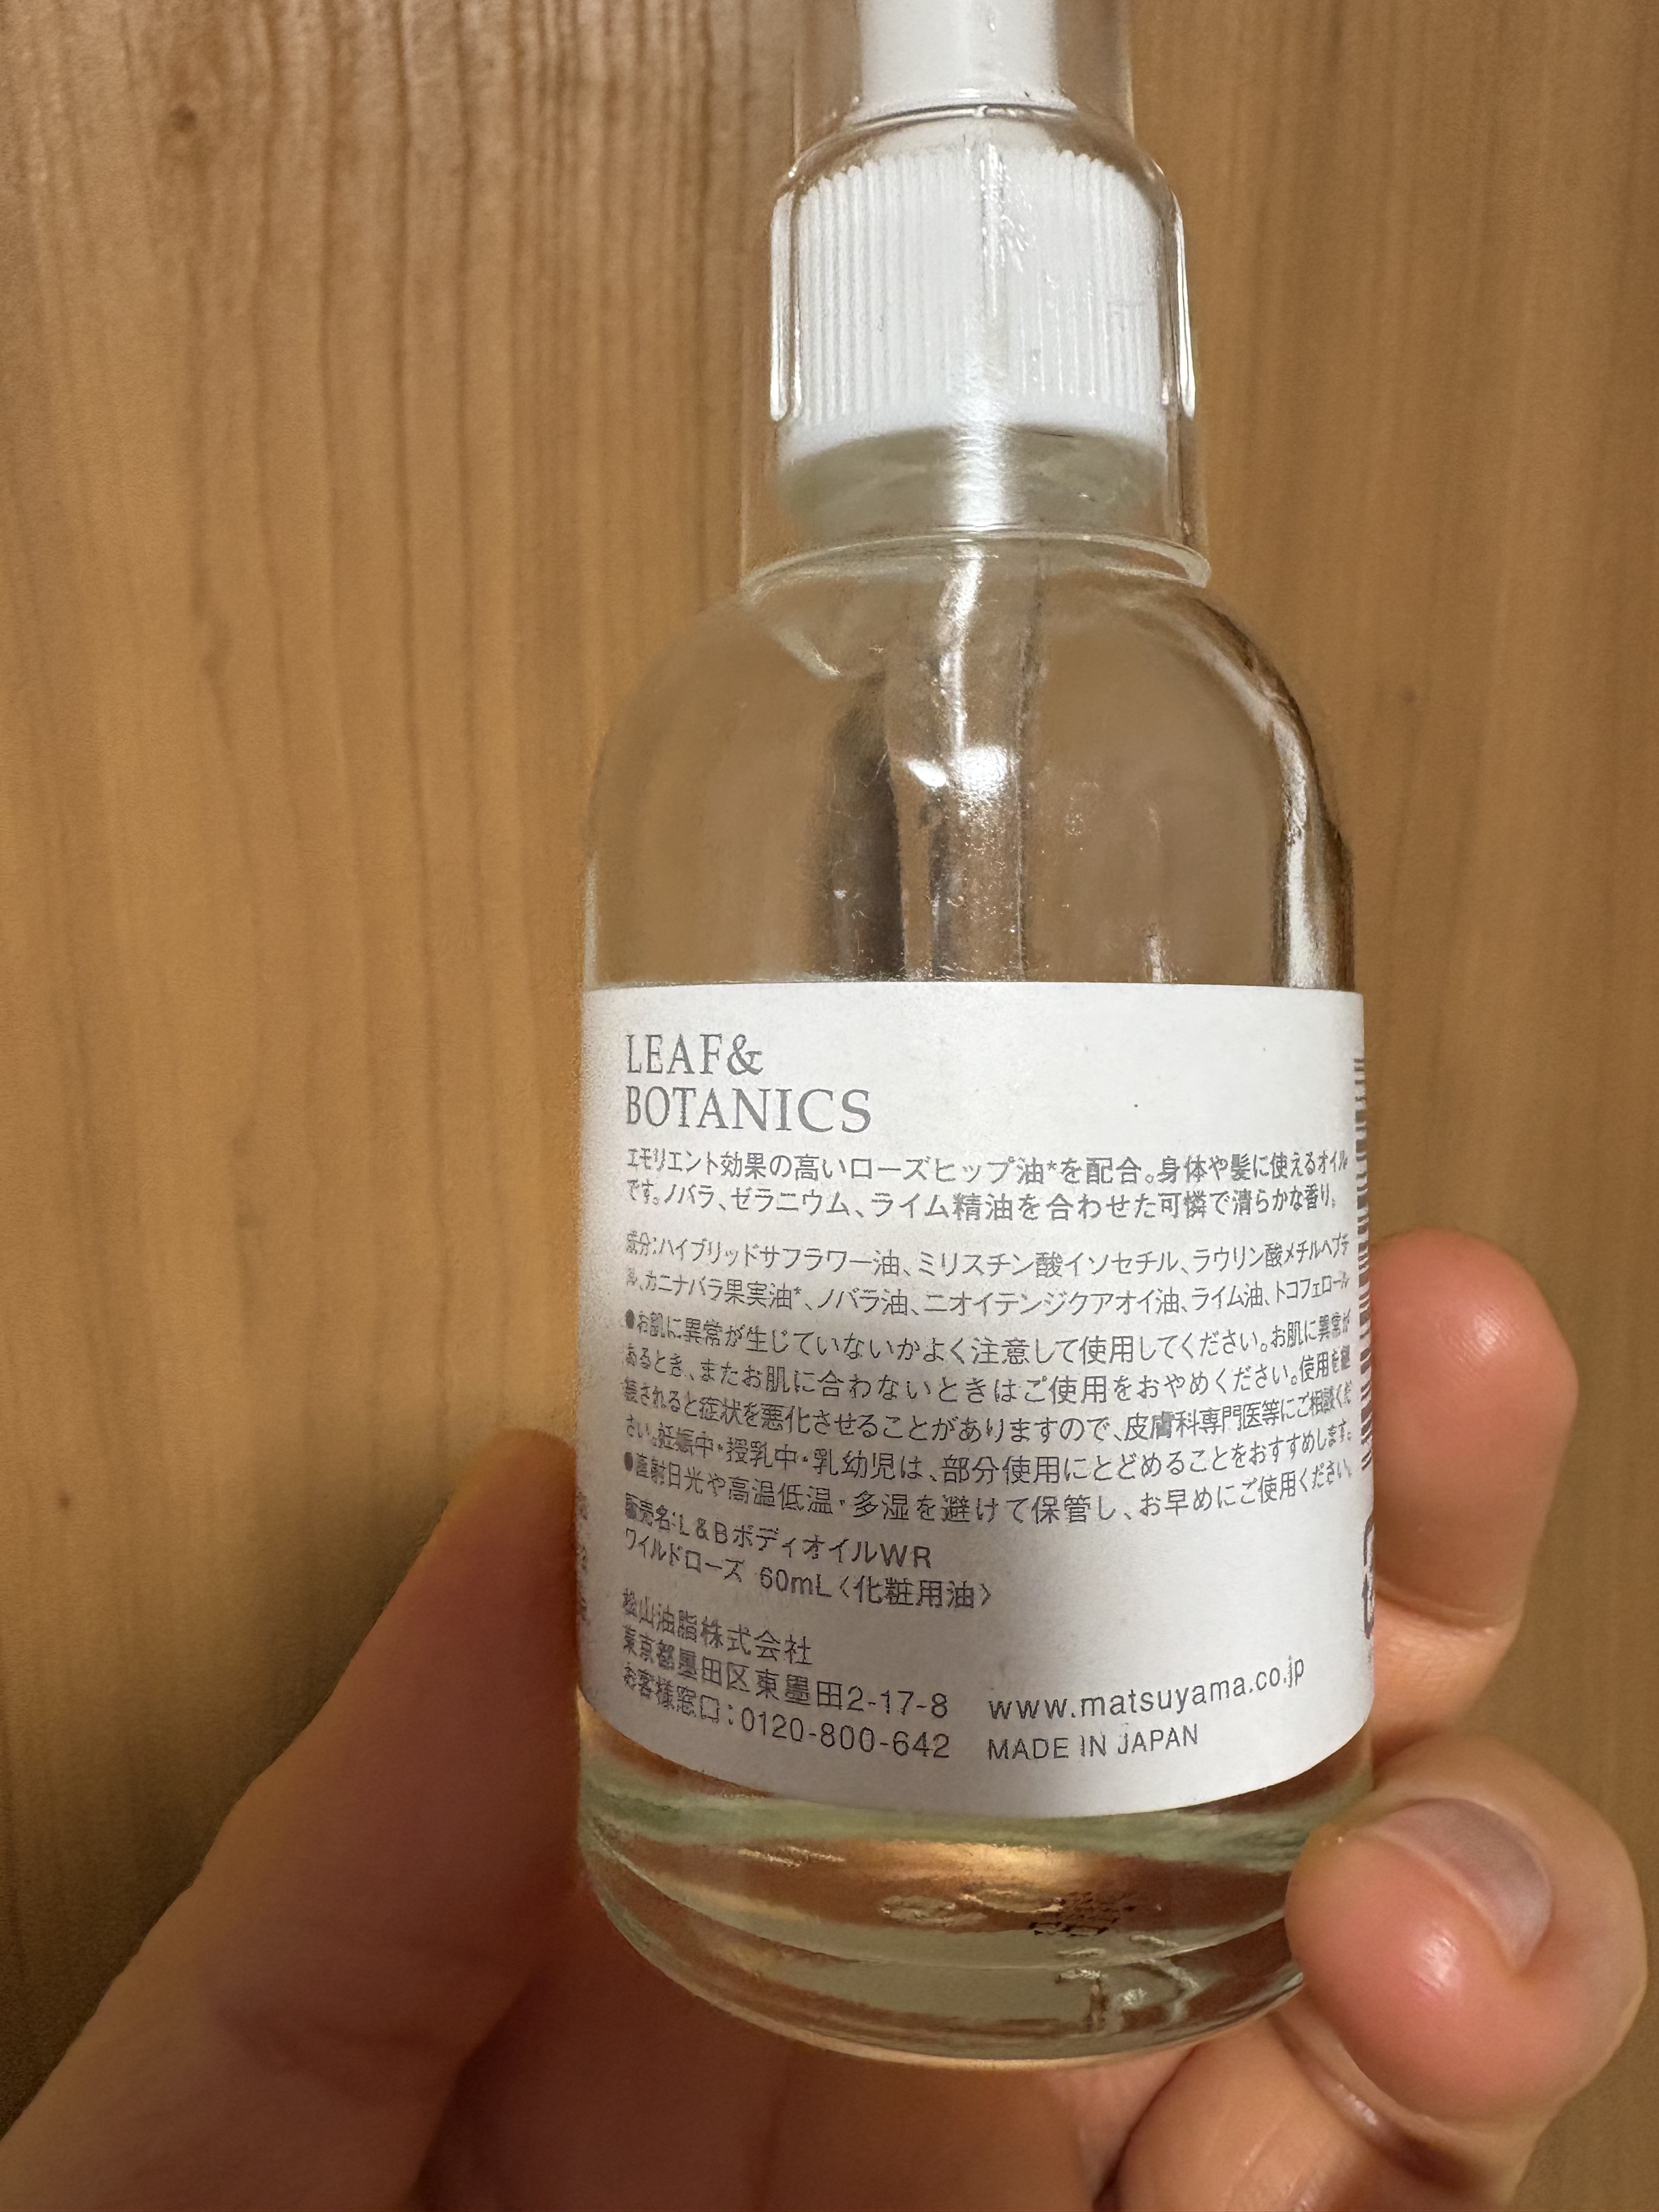 LEAF&
BOTANICS
エモリエント効果の高いローズヒップ油*を配合。身体や髪に使えるオイル
です。ノバラ、ゼラニウム、ライム精油を合わせた可憐で清らかな香り。
成分:ハイブリッドサフラワー油、ミリスチン酸イソセチル、ラウリン酸メチルヘプチ
ル、カニナバラ果実油*、ノバラ油、ニオイテンジクアオイ油、ライム油、トコフェロール
●お肌に異常が生じていないかよく注意して使用してください。お肌に異常が
あるとき、またお肌に合わないときはご使用をおやめください。使用を継
続されると症状を悪化させることがありますので、皮膚科専門医等にご相談くだ
さい。妊娠中・授乳中・乳幼児は、部分使用にとどめることをおすすめします。
●直射日光や高温低温・多湿を避けて保管し、お早めにご使用ください。
販売名:L&BボディオイルWR
ワイルドローズ 60mL〈化粧用油〉
松山油脂株式会社
東京都墨田区東墨田2-17-8 www.matsuyama.co.jp
お客様窓口:0120-800-642 MADE IN JAPAN